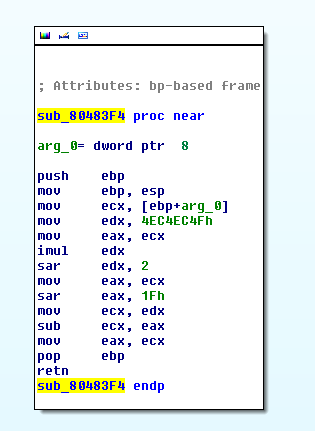 ; Attributes: bp-based frame
sub_80483F4 proc near
arg_0= dword ptr  8
push    ebp
mov     ebp, esp
mov     ecx, [ebp+arg_0]
mov     edx, 4EC4EC4Fh
mov     eax, ecx
imul    edx
sar     edx, 2
mov     eax, ecx
sar     eax, 1Fh
mov     ecx, edx
sub     ecx, eax
mov     eax, ecx
pop     ebp
retn
sub_80483F4 endp